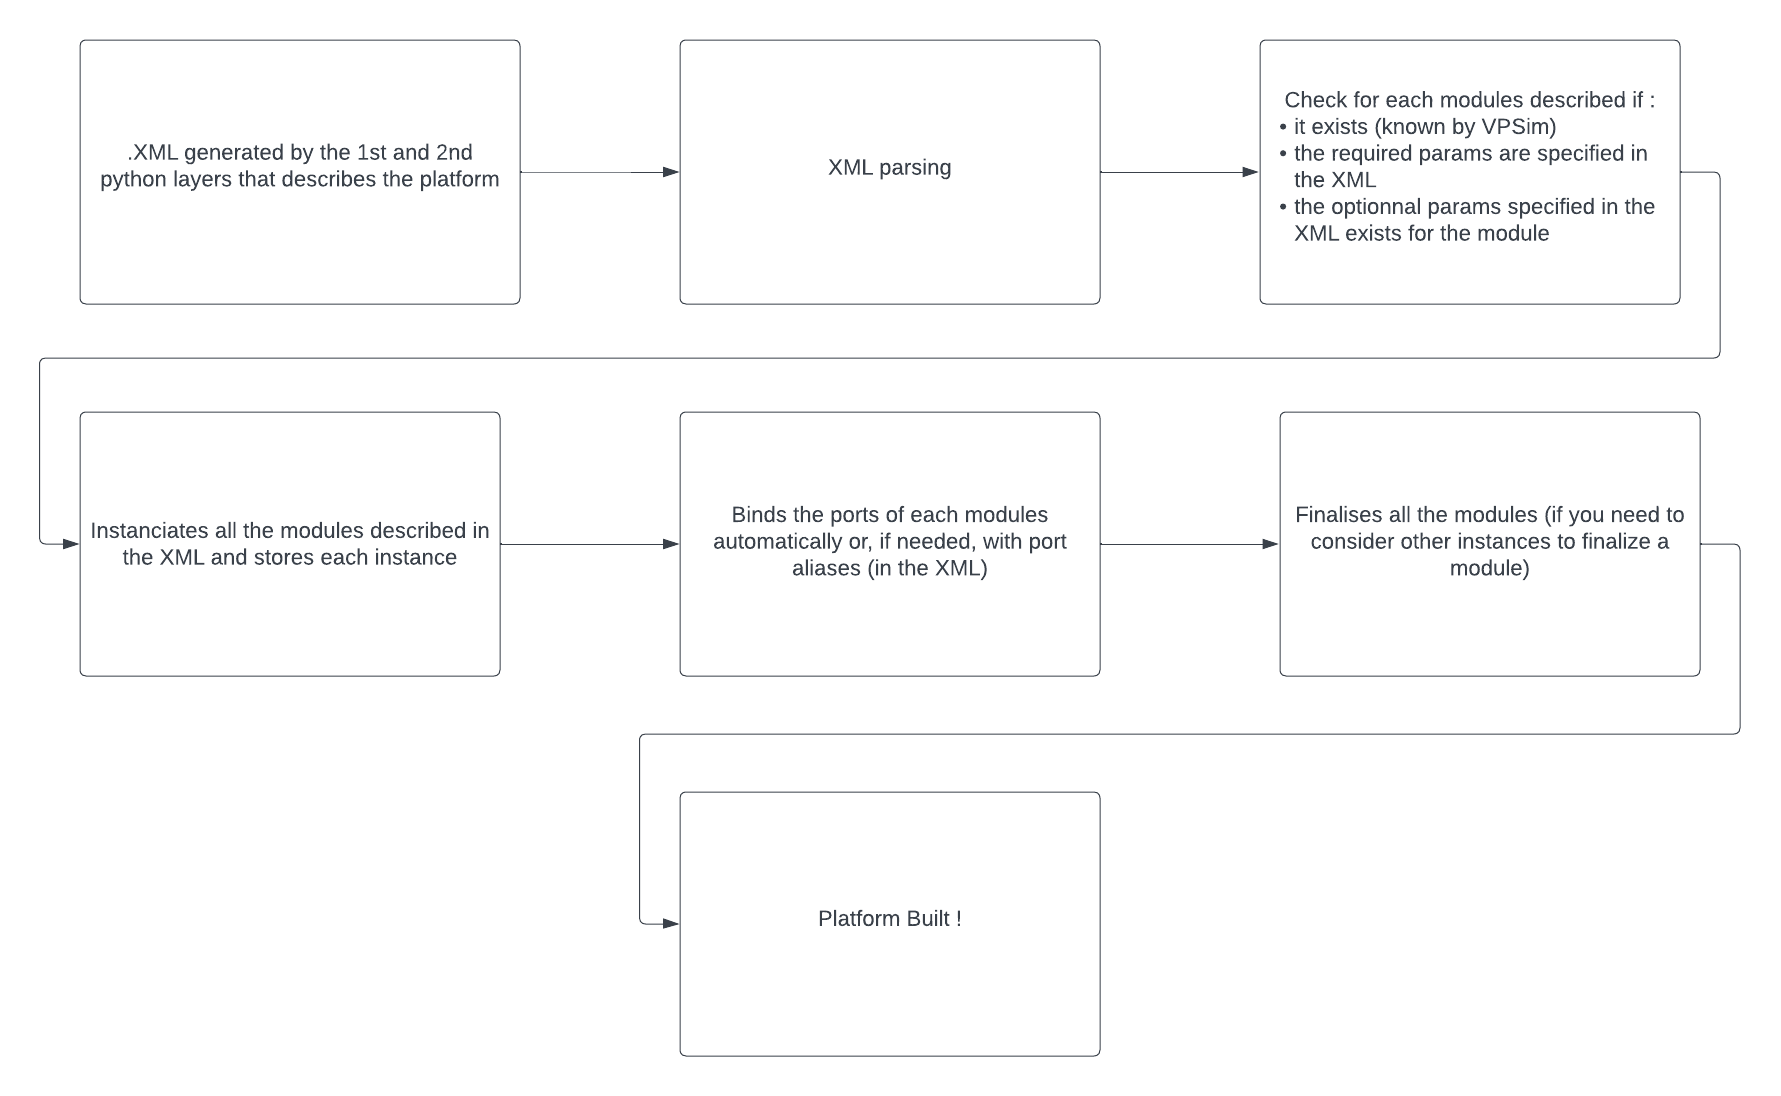 .XML generated by the 1st and 2nd
python layers that describes the platform
XML parsing
Check for each modules described if :
• it exists (known by VPSim)
• the required params are specified in
the XML
• the optionnal params specified in the
XML exists for the module
Instanciates all the modules described in
the XML and stores each instance
Binds the ports of each modules
automatically or, if needed, with port
aliases (in the XML)
Finalises all the modules (if you need to
consider other instances to finalize a
module)
Platform Built !